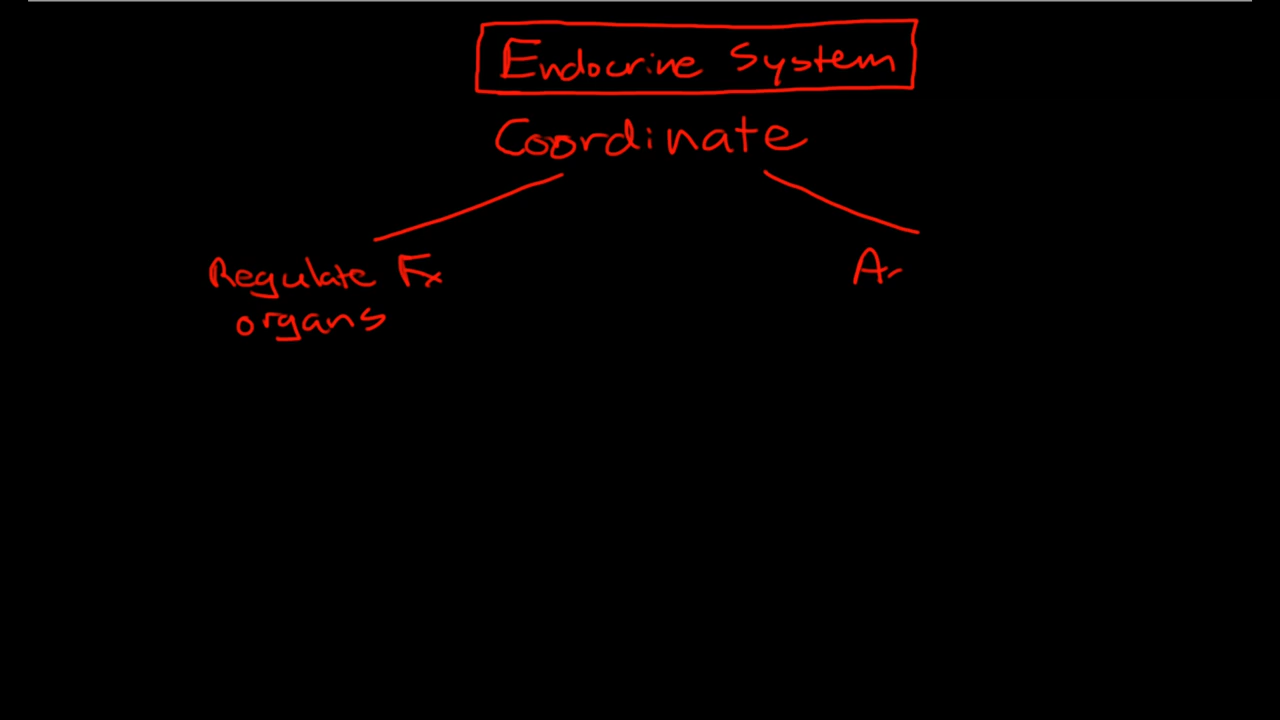 Endocrine System
Coordinate
Regulate Fx
organs